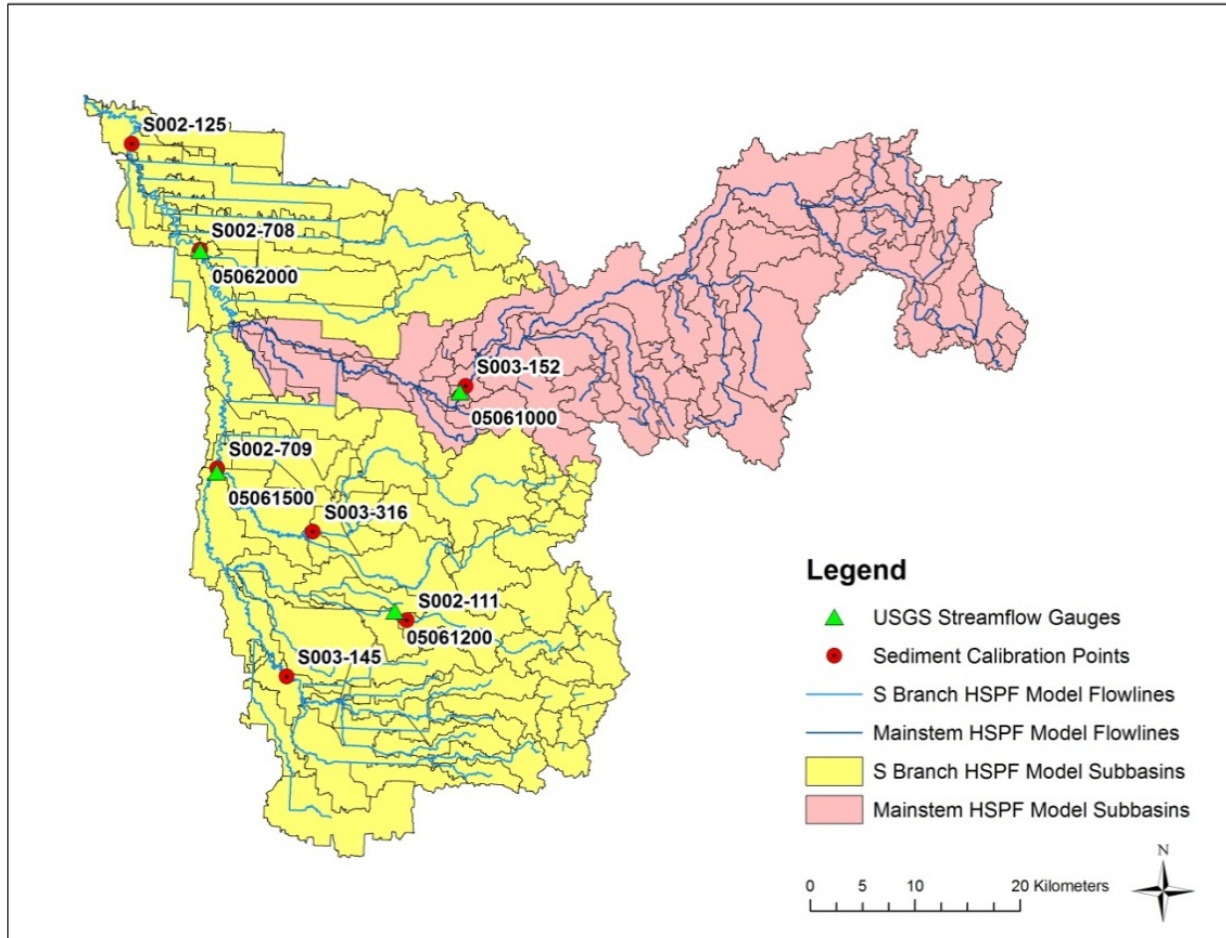 S002-125
S002-708
05062000
S003-152
05061000
S002-709
05061500
S003-316
S002-111
05061200
S003-145
Legend
USGS Streamflow Gauges
Sediment Calibration Points
S Branch HSPF Model Flowlines
Mainstem HSPF Model Flowlines
S Branch HSPF Model Subbasins
Mainstem HSPF Model Subbasins
N
0 5 10 20 Kilometers